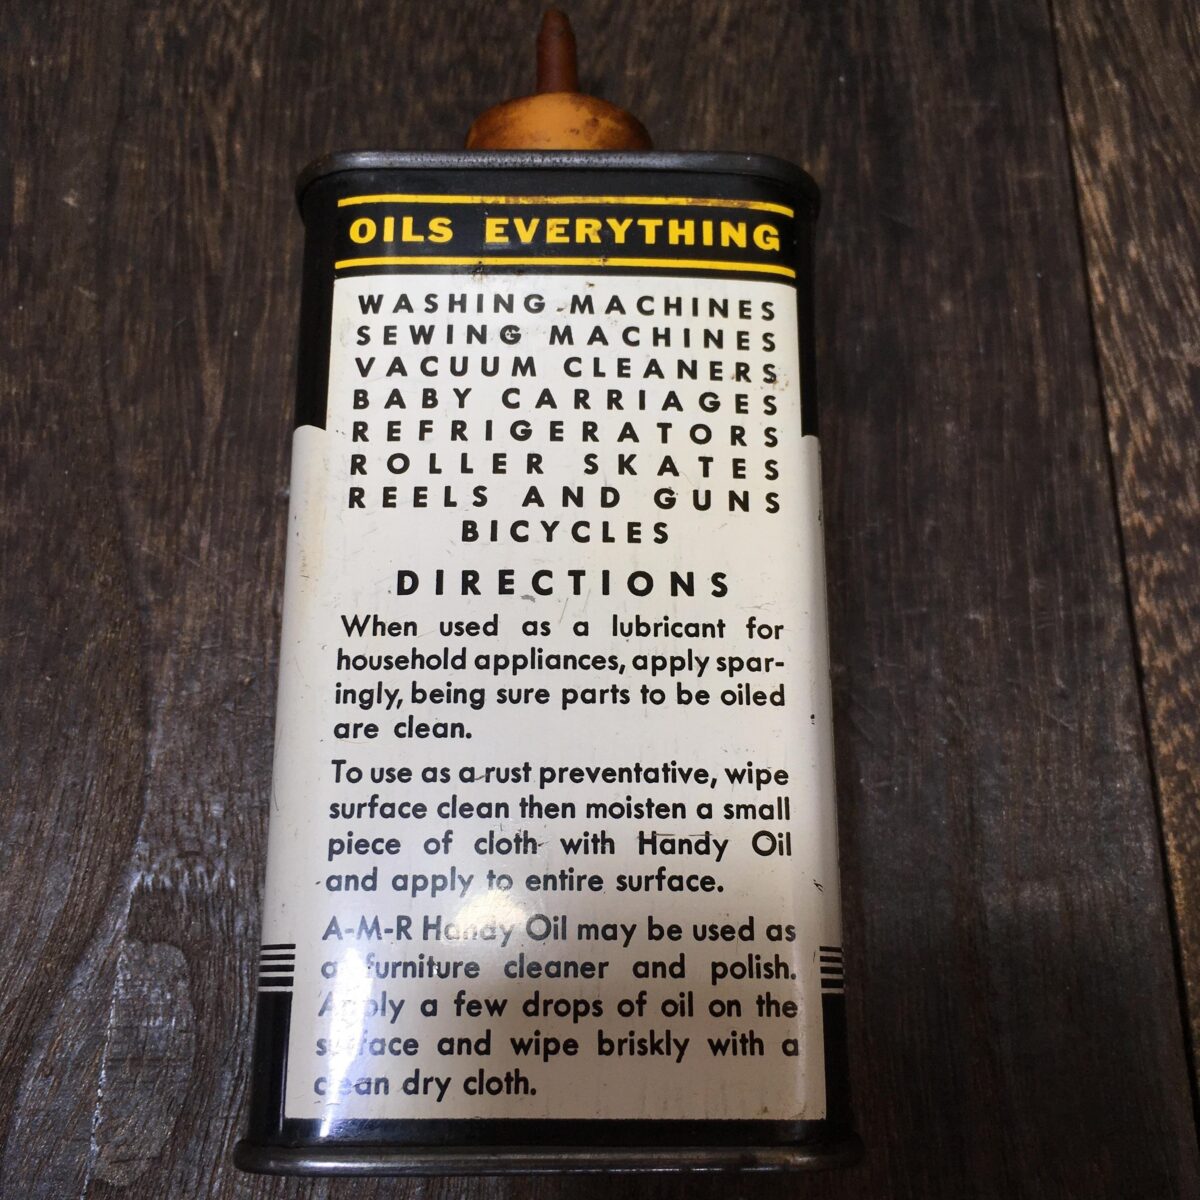 OILS EVERYTHING
WASHING MACHINES
SEWING MACHINES
VACUUM CLEANERS
BABY CARRIAGES
REFRIGERATORS
ROLLER SKATES
REELS AND GUNS
BICYCLES
DIRECTIONS
When used as a lubricant for
household appliances, apply spar-
ingly, being sure parts to be oiled
are clean.
To use as a rust preventative, wipe
surface clean then moisten a small
piece of cloth with Handy Oil
and apply to entire surface.
A-M-R Handy Oil may be used as
a furniture cleaner and polish.
Apply a few drops of oil on the
surface and wipe briskly with a
clean dry cloth.